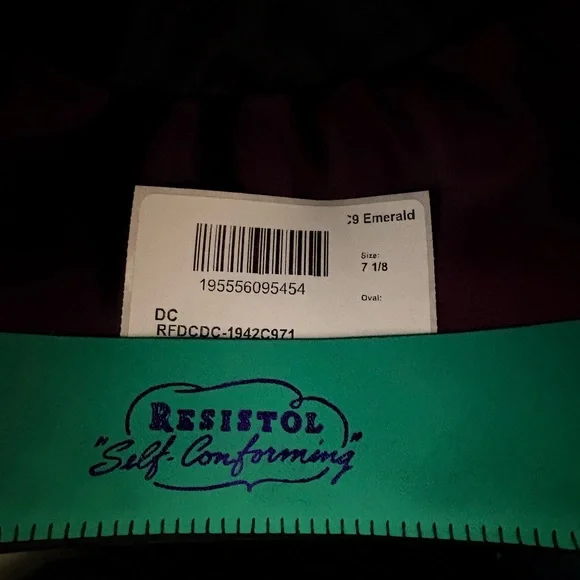 C9 Emerald
195556095454
Size:
7 1/8
Oval:
DC
RFDCDC-1942C971
RESISTOL
"Self-Conforming"